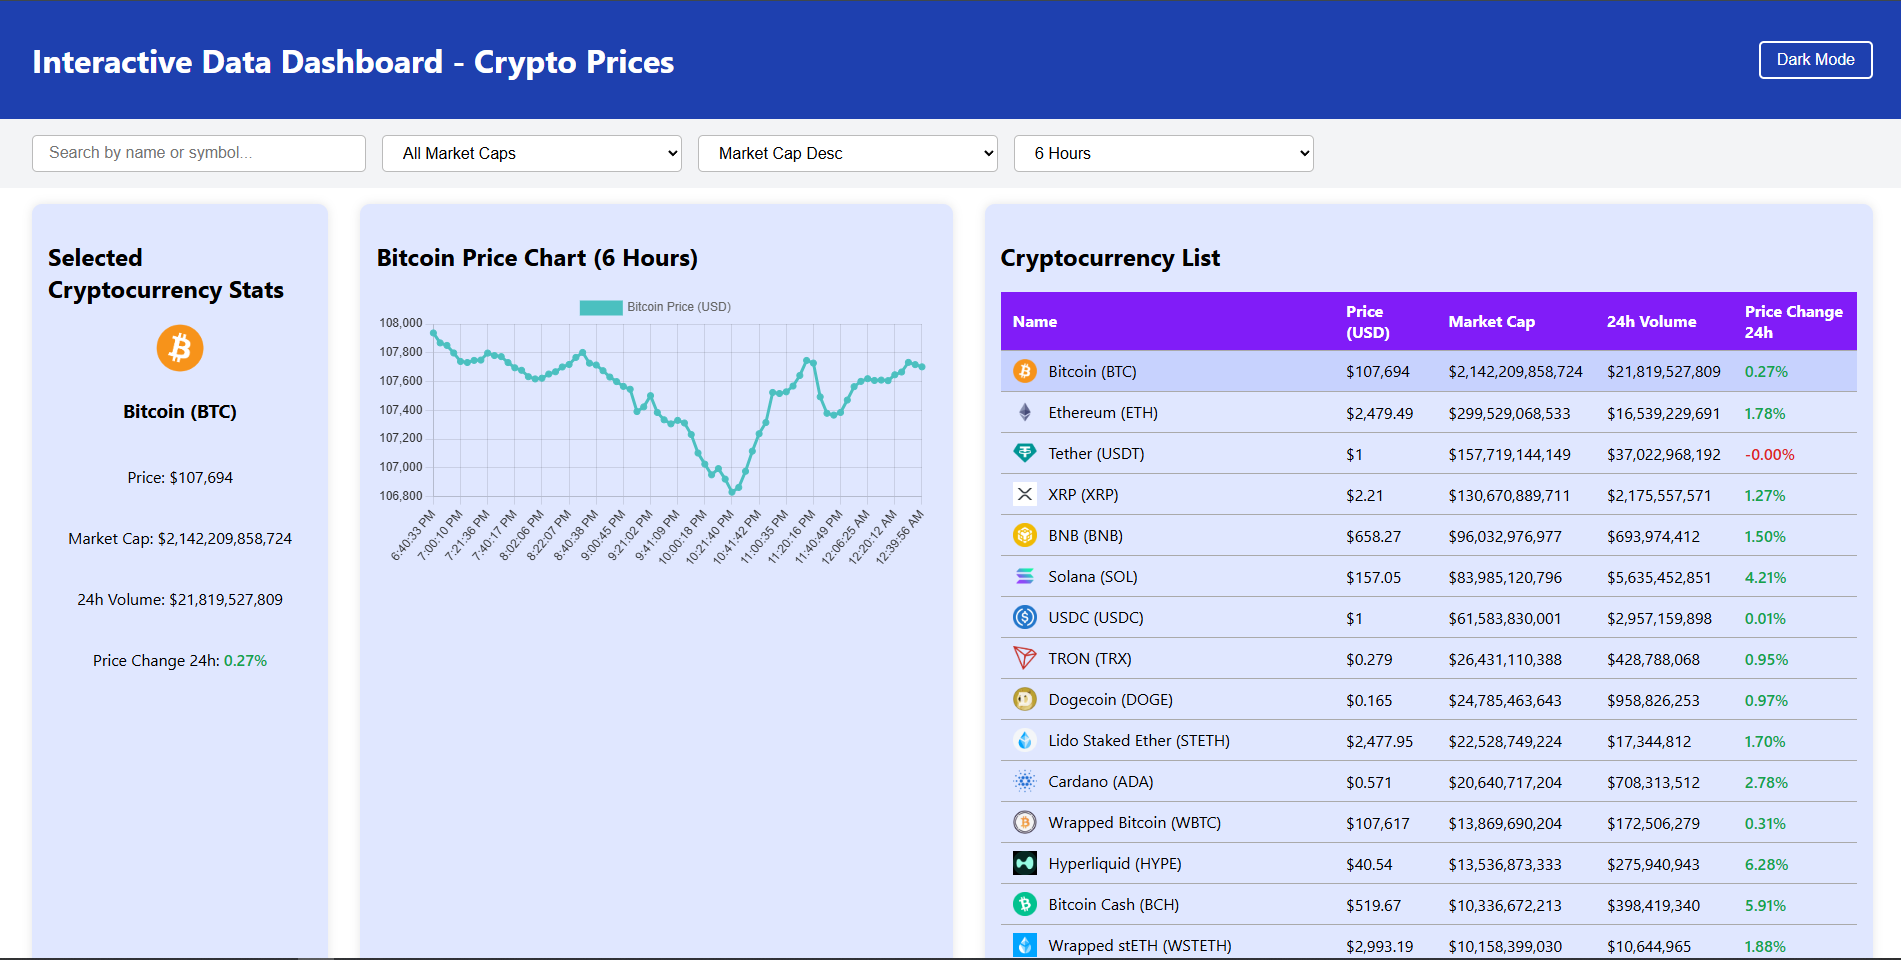 Interactive Data Dashboard - Crypto Prices
Dark Mode
Search by name or symbol...
All Market Caps
Market Cap Desc
6 Hours
Selected
Cryptocurrency Stats
Bitcoin (BTC)
Price: $107,694
Market Cap: $2,142,209,858,724
24h Volume: $21,819,527,809
Price Change 24h: 0.27%
Bitcoin Price Chart (6 Hours)
Bitcoin Price (USD)
108,000
107,800
107,600
107,400
107,200
107,000
106,800
6:40:33 PM
7:00:10 PM
7:21:36 PM
7:40:17 PM
8:02:06 PM
8:22:07 PM
8:40:38 PM
9:00:45 PM
9:21:02 PM
9:41:09 PM
10:00:18 PM
10:21:40 PM
10:41:42 PM
11:00:35 PM
11:20:16 PM
11:40:49 PM
12:06:25 AM
12:20:12 AM
12:39:56 AM
Cryptocurrency List
Name Price (USD) Market Cap 24h Volume Price Change 24h
Bitcoin (BTC) $107,694 $2,142,209,858,724 $21,819,527,809 0.27%
Ethereum (ETH) $2,479.49 $299,529,068,533 $16,539,229,691 1.78%
Tether (USDT) $1 $157,719,144,149 $37,022,968,192 -0.00%
XRP (XRP) $2.21 $130,670,889,711 $2,175,557,571 1.27%
BNB (BNB) $658.27 $96,032,976,977 $693,974,412 1.50%
Solana (SOL) $157.05 $83,985,120,796 $5,635,452,851 4.21%
USDC (USDC) $1 $61,583,830,001 $2,957,159,898 0.01%
TRON (TRX) $0.279 $26,431,110,388 $428,788,068 0.95%
Dogecoin (DOGE) $0.165 $24,785,463,643 $958,826,253 0.97%
Lido Staked Ether (STETH) $2,477.95 $22,528,749,224 $17,344,812 1.70%
Cardano (ADA) $0.571 $20,640,717,204 $708,313,512 2.78%
Wrapped Bitcoin (WBTC) $107,617 $13,869,690,204 $172,506,279 0.31%
Hyperliquid (HYPE) $40.54 $13,536,873,333 $275,940,943 6.28%
Bitcoin Cash (BCH) $519.67 $10,336,672,213 $398,419,340 5.91%
Wrapped stETH (WSTETH) $2,993.19 $10,158,399,030 $10,644,965 1.88%